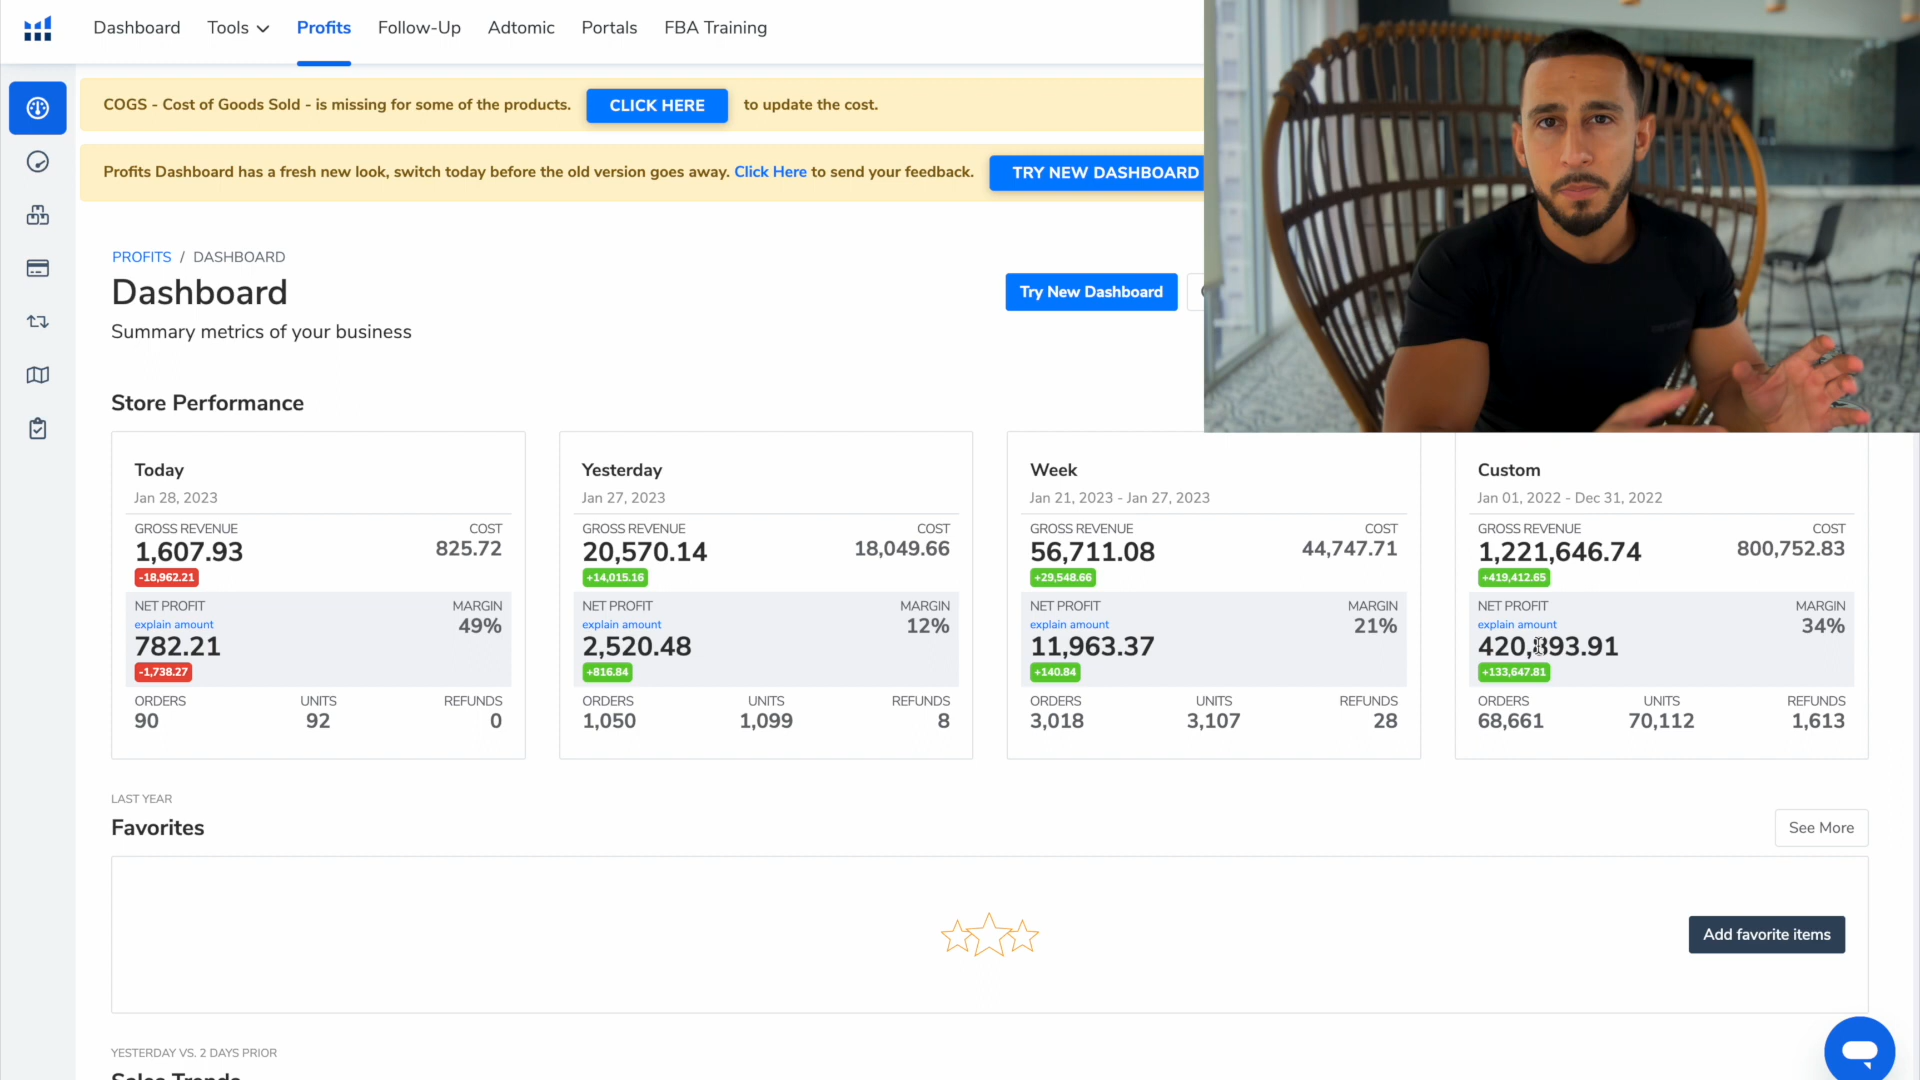 Dashboard Tools Profits Follow-Up Adtomic Portals FBA Training
COGS - Cost of Goods Sold - is missing for some of the products. CLICK HERE to update the cost.
Profits Dashboard has a fresh new look, switch today before the old version goes away. Click Here to send your feedback. TRY NEW DASHBOARD
PROFITS / DASHBOARD
Dashboard
Try New Dashboard
Summary metrics of your business
Store Performance
Today
Jan 28, 2023
GROSS REVENUE COST
1,607.93 825.72
-18,962.21
NET PROFIT MARGIN
explain amount 49%
782.21
-1,738.27
ORDERS UNITS REFUNDS
90 92 0
Yesterday
Jan 27, 2023
GROSS REVENUE COST
20,570.14 18,049.66
+14,015.16
NET PROFIT MARGIN
explain amount 12%
2,520.48
+816.84
ORDERS UNITS REFUNDS
1,050 1,099 8
Week
Jan 21, 2023 - Jan 27, 2023
GROSS REVENUE COST
56,711.08 44,747.71
+29,548.66
NET PROFIT MARGIN
explain amount 21%
11,963.37
+140.84
ORDERS UNITS REFUNDS
3,018 3,107 28
Custom
Jan 01, 2022 - Dec 31, 2022
GROSS REVENUE COST
1,221,646.74 800,752.83
+419,412.65
NET PROFIT MARGIN
explain amount 34%
420,893.91
+133,647.81
ORDERS UNITS REFUNDS
68,661 70,112 1,613
LAST YEAR
Favorites See More
Add favorite items
YESTERDAY VS. 2 DAYS PRIOR
Sales Trends